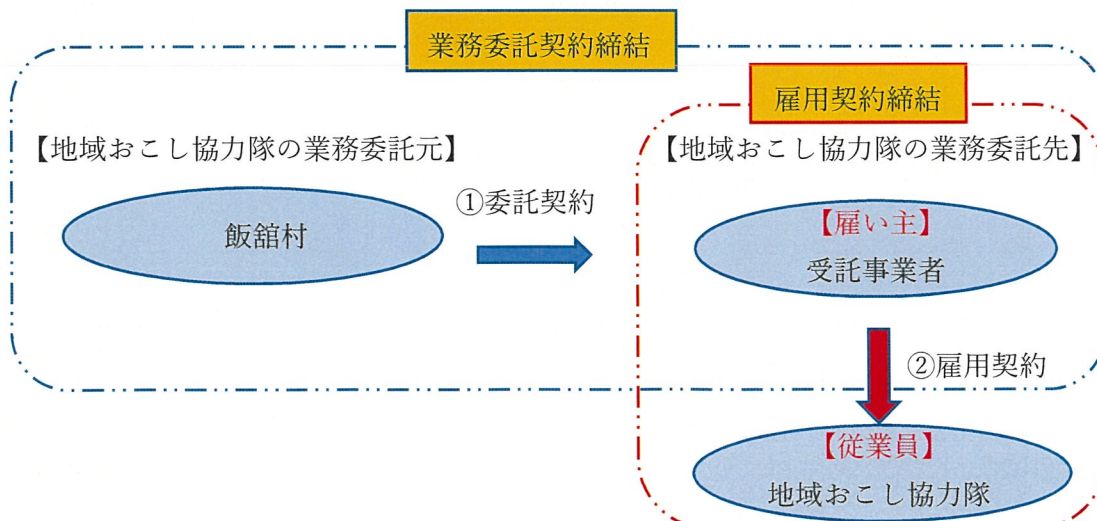 業務委託契約締結
雇用契約締結
【地域おこし協力隊の業務委託元】
【地域おこし協力隊の業務委託先】
飯舘村
①委託契約
【雇い主】
受託事業者
②雇用契約
【従業員】
地域おこし協力隊